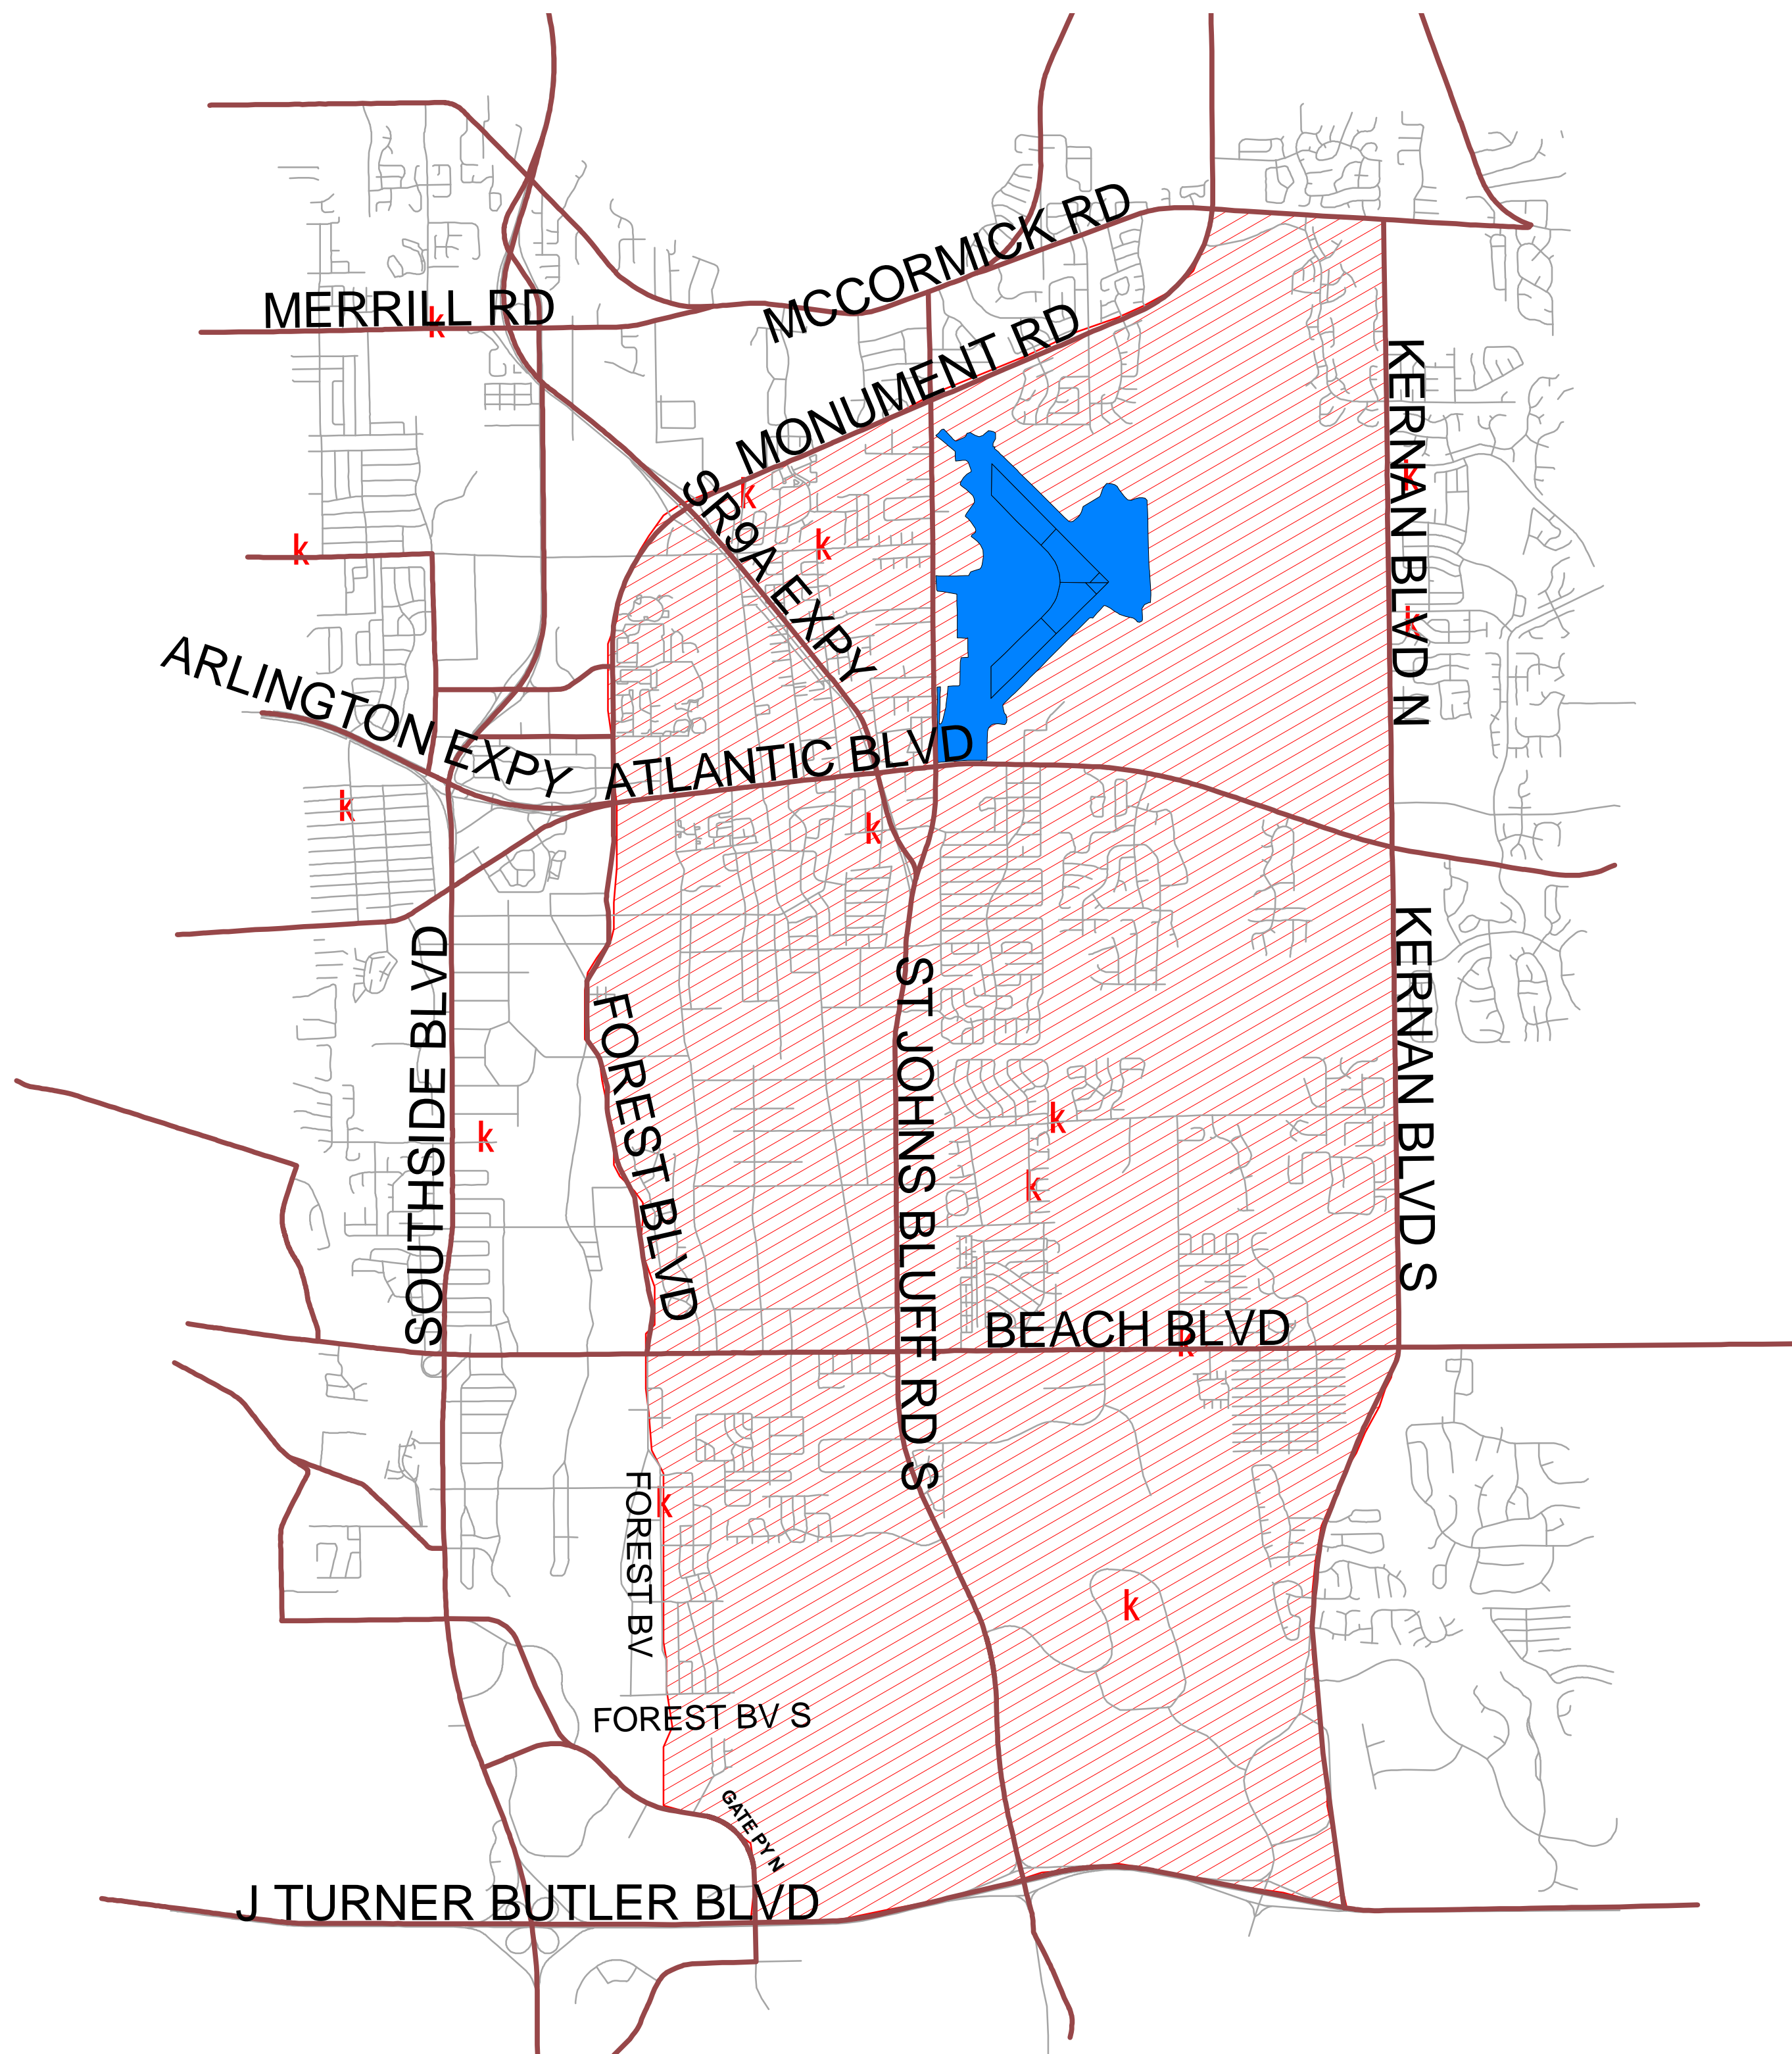 MCCORMICK RD
MERRILL RD
k
MONUMENT RD
KERNAN BLVD N
k
SR9A EXPY
k
k
k
k
ARLINGTON EXPY
ATLANTIC BLVD
k
k
KERNAN BLVD S
SOUTHSIDE BLVD
ST JOHNS BLUFF RD S
FOREST BLVD
k
k
k
BEACH BLVD
k
FOREST BV
k
k
FOREST BV S
GATE PY N
J TURNER BUTLER BLVD